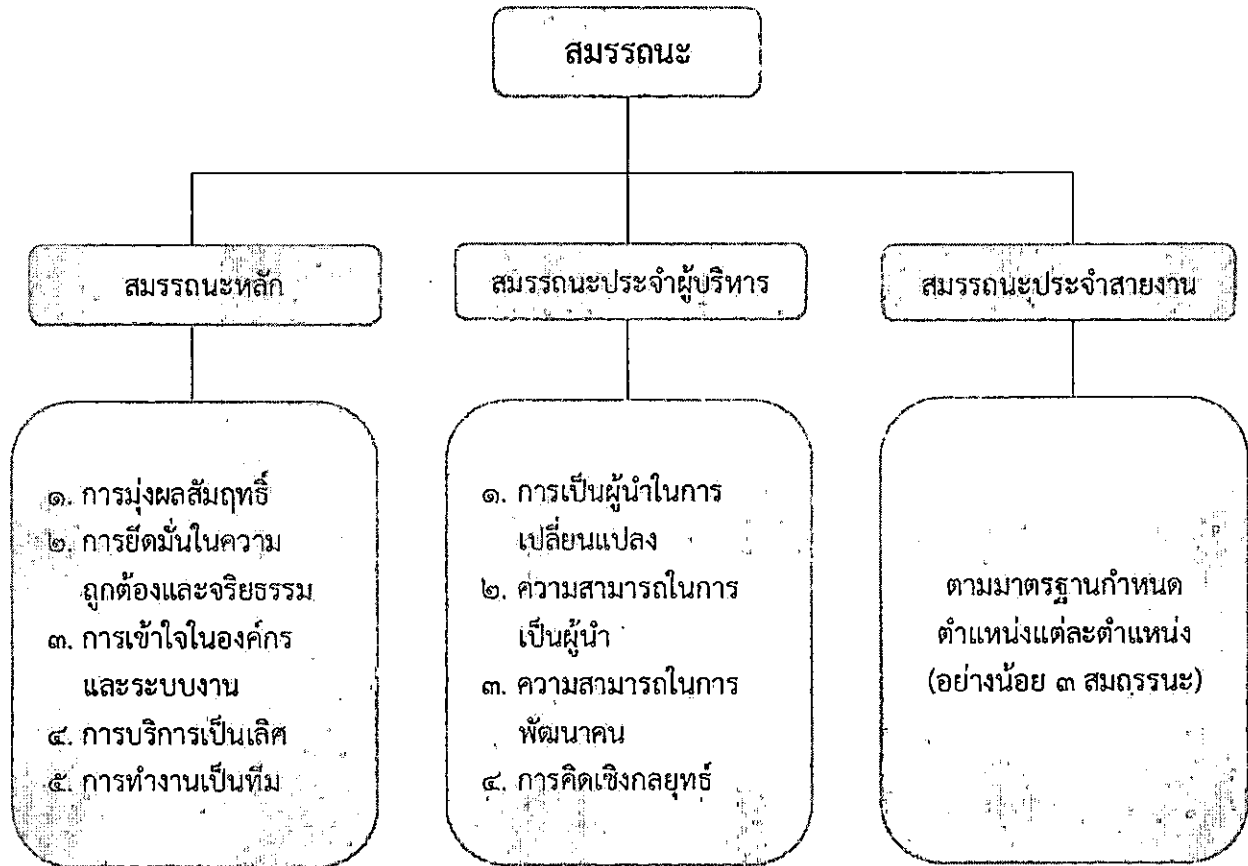 สมรรถนะ
สมรรถนะหลัก
สมรรถนะประจำผู้บริหาร
สมรรถนะประจำสายงาน
๑. การมุ่งผลสัมฤทธิ์
๒. การยึดมั่นในความ
ถูกต้องและจริยธรรม
๓. การเข้าใจในองค์กร
และระบบงาน
๔. การบริการเป็นเลิศ
๕. การทำงานเป็นทีม
๑. การเป็นผู้นำในการ
เปลี่ยนแปลง
๒. ความสามารถในการ
เป็นผู้นำ
๓. ความสามารถในการ
พัฒนาคน
๔. การคิดเชิงกลยุทธ์
ตามมาตรฐานกำหนด
ตำแหน่งแต่ละตำแหน่ง
(อย่างน้อย ๓ สมถรรนะ)